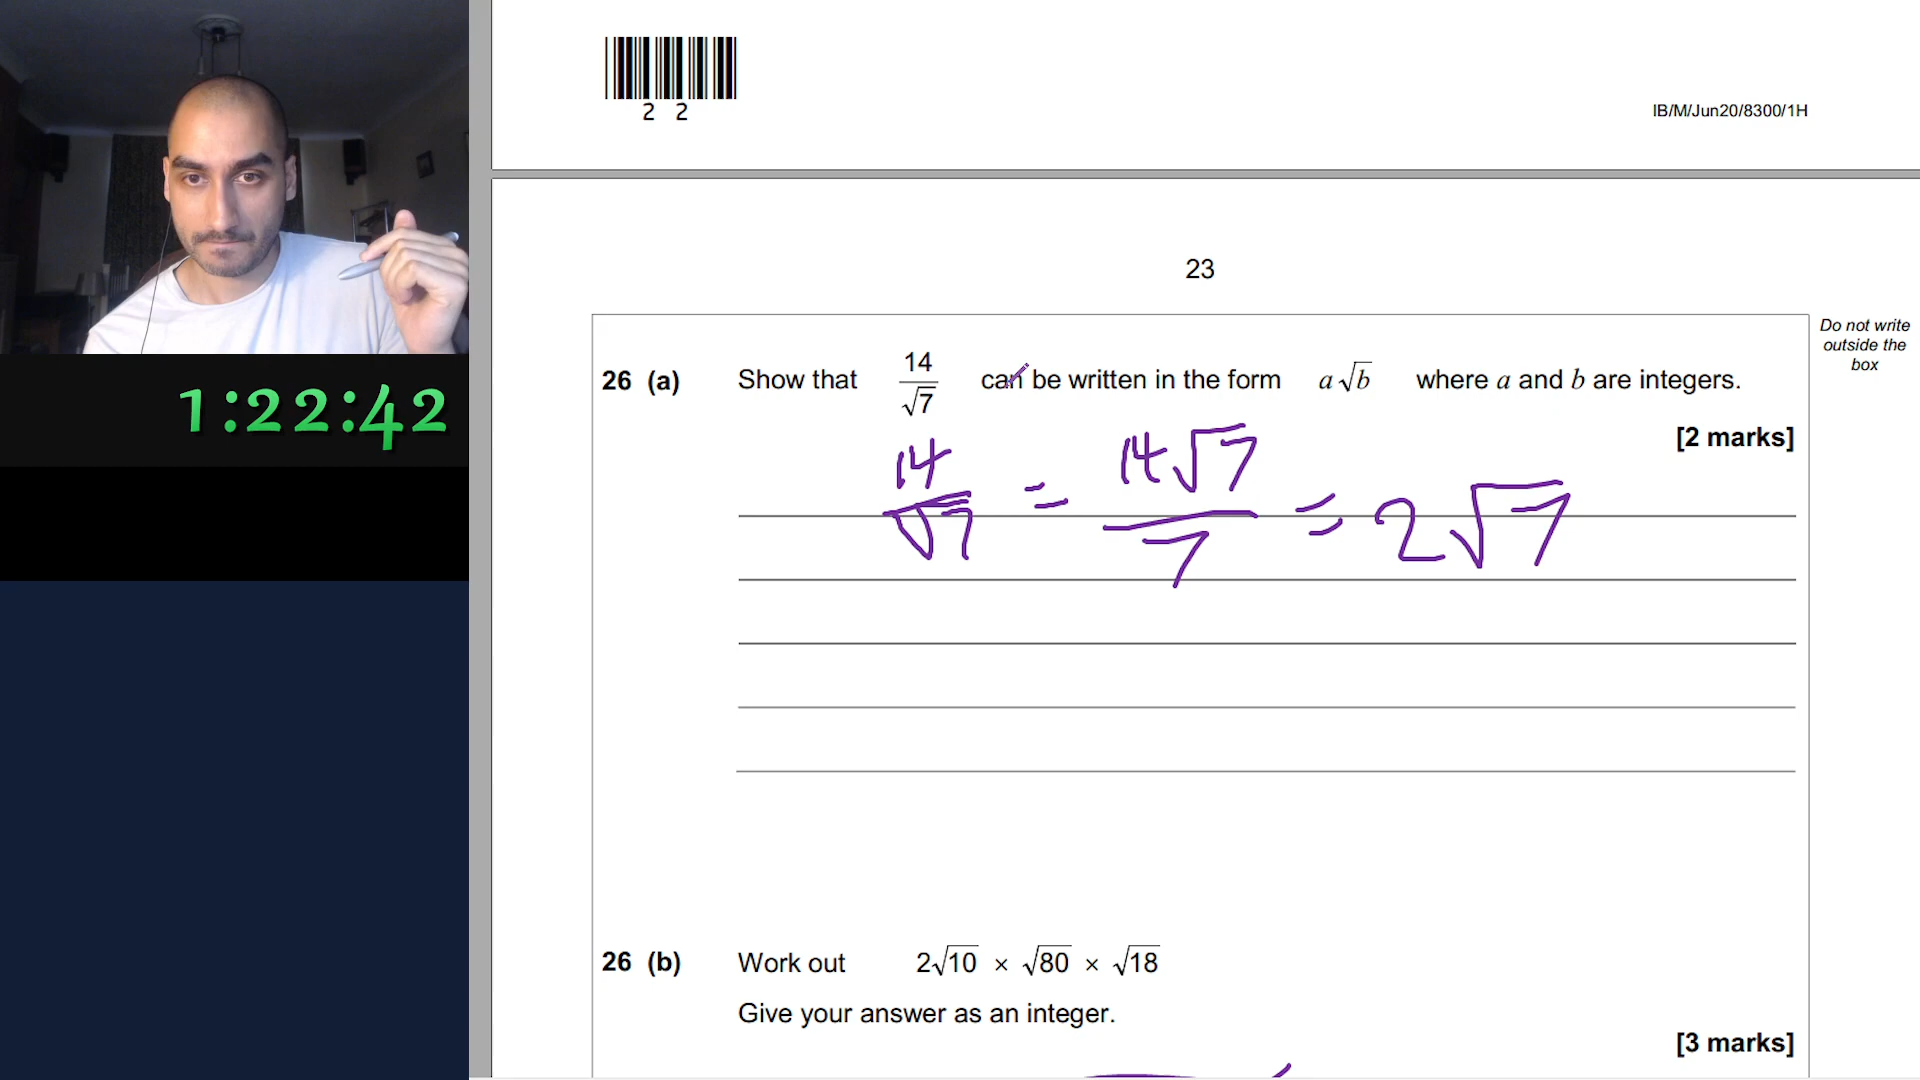 2 2
IB/M/Jun20/8300/1H
23
Do not write
outside the
box
26 (a) Show that 14/√7 can be written in the form a√b where a and b are integers.
[2 marks]
14/√7 = 14√7/7 = 2√7
1:22:42
26 (b) Work out 2√10 × √80 × √18
Give your answer as an integer.
[3 marks]